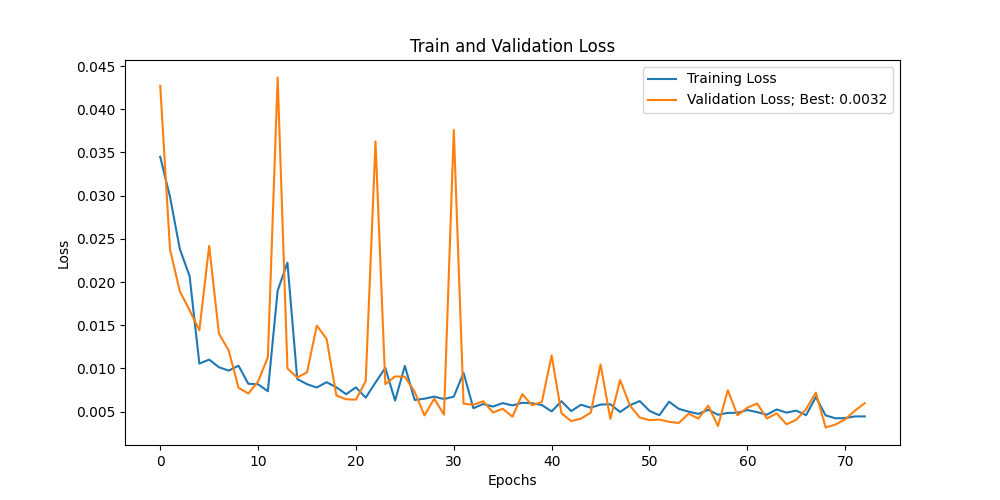 Train and Validation Loss
Training Loss
Validation Loss; Best: 0.0032
Loss
0.045
0.040
0.035
0.030
0.025
0.020
0.015
0.010
0.005
0 10 20 30 40 50 60 70
Epochs